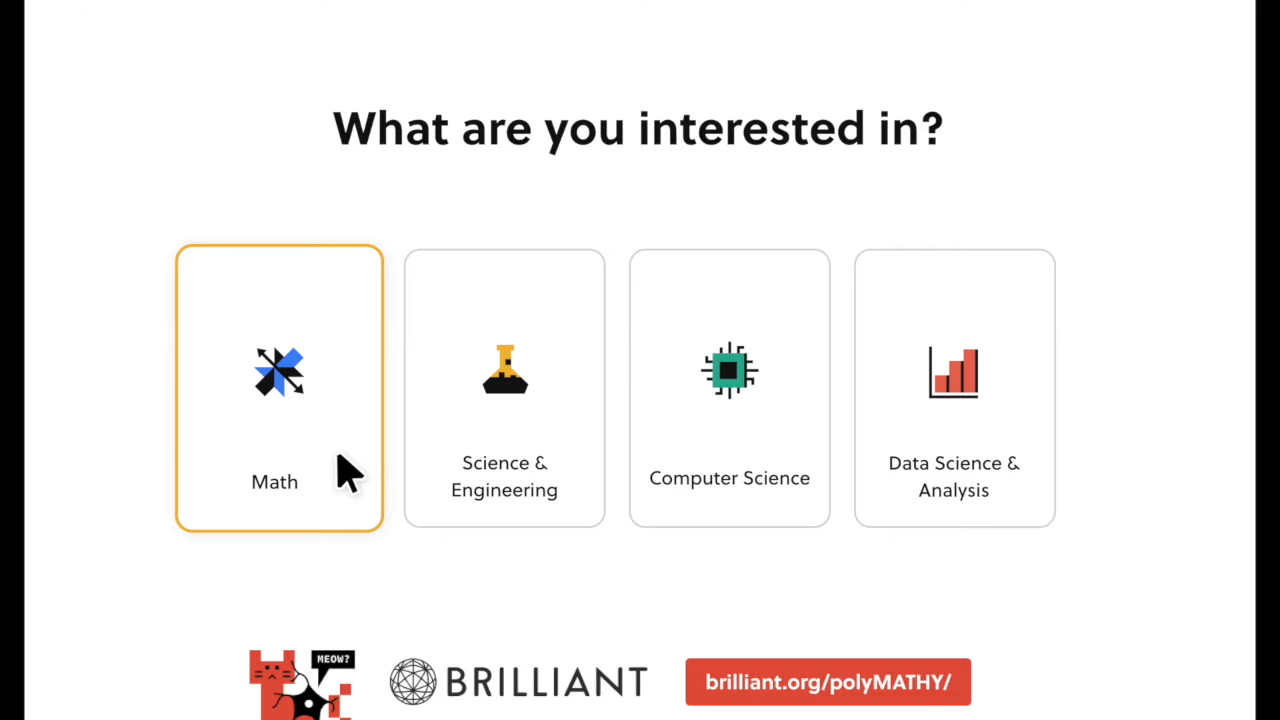 What are you interested in?
Math
Science &
Engineering
Computer Science
Data Science &
Analysis
MEOW?
BRILLIANT
brilliant.org/polyMATHY/